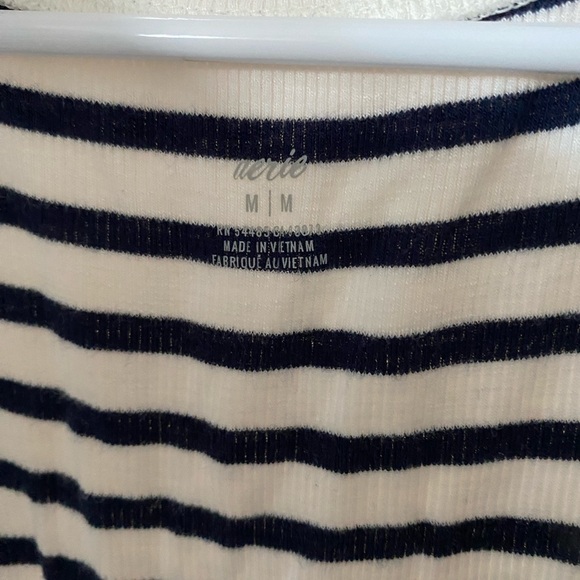 aerie
M | M
MADE IN VIETNAM
FABRIQUÉ AU VIETNAM